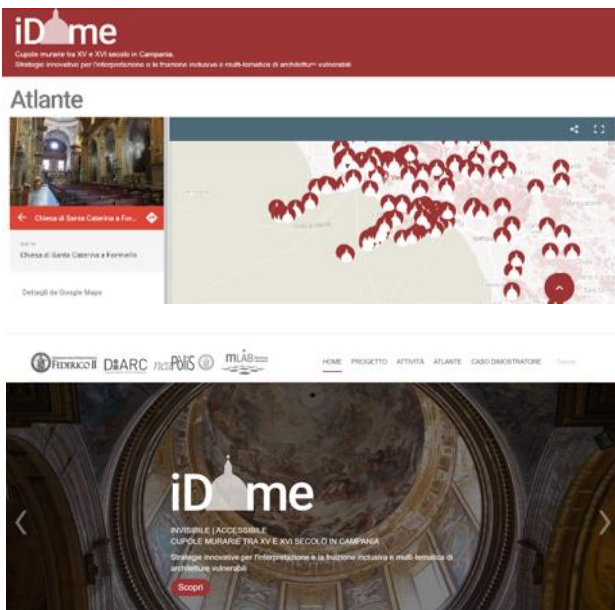 iDome
Cupole murarie tra XV e XVI secolo in Campania.
Strategie innovative per l'interpretazione e la fruizione inclusiva e multi-tematica di architetture vulnerabili
Atlante
Chiesa di Santa Caterina a For...
Chiesa di Santa Caterina a Formello
Dettagli da Google Maps
FEDERICO II DiARC neaPòliS mLAB
HOME PROGETTO ATTIVITÀ ATLANTE CASO DIMOSTRATORE
iDome
INVISIBILE | ACCESSIBILE
CUPOLE MURARIE TRA XV E XVI SECOLO IN CAMPANIA
Strategie innovative per l'interpretazione e la fruizione inclusiva e multi-tematica di
architetture vulnerabili
Scopri